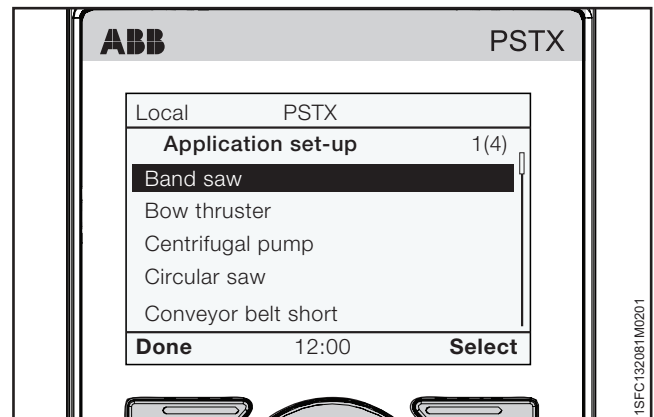 ABB PSTX
Local PSTX
Application set-up 1(4)
Band saw
Bow thruster
Centrifugal pump
Circular saw
Conveyor belt short
Done 12:00 Select
1SFC132081M0201